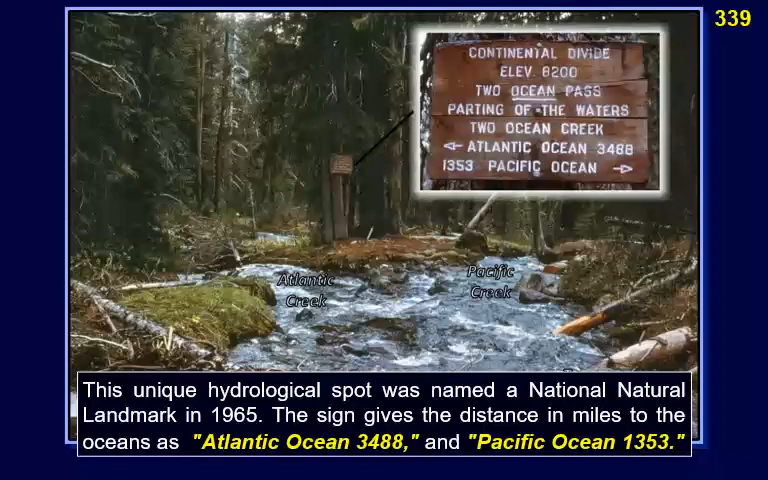 339
CONTINENTAL DIVIDE
ELEV. 8200
TWO OCEAN PASS
PARTING OF THE WATERS
TWO OCEAN CREEK
<- ATLANTIC OCEAN 3488
1353 PACIFIC OCEAN ->
Atlantic
Creek
Pacific
Creek
This unique hydrological spot was named a National Natural
Landmark in 1965. The sign gives the distance in miles to the
oceans as "Atlantic Ocean 3488," and "Pacific Ocean 1353."